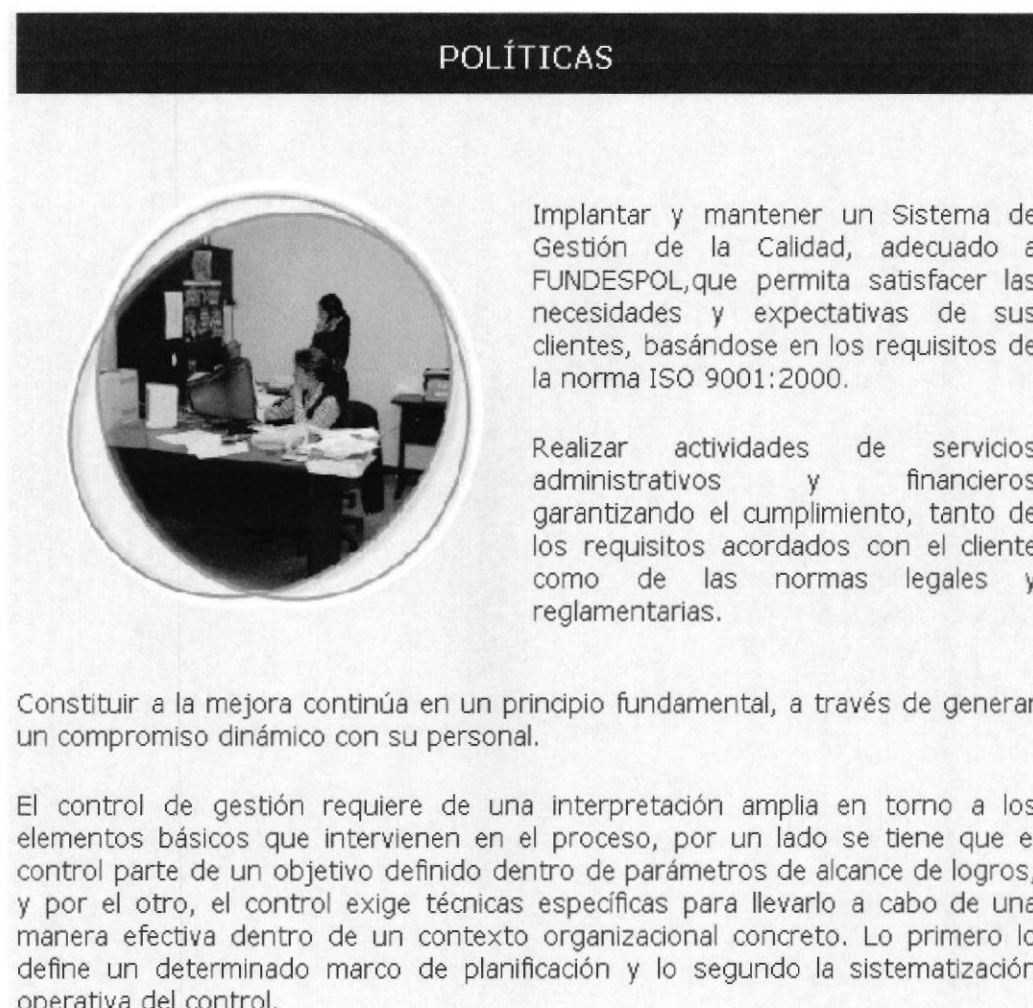 POLÍTICAS
Implantar y mantener un Sistema de
Gestión de la Calidad, adecuado a
FUNDESPOL,que permita satisfacer las
necesidades y expectativas de sus
clientes, basándose en los requisitos de
la norma ISO 9001:2000.
Realizar actividades de servicios
administrativos y financieros
garantizando el cumplimiento, tanto de
los requisitos acordados con el cliente
como de las normas legales y
reglamentarias.
Constituir a la mejora continúa en un principio fundamental, a través de generar
un compromiso dinámico con su personal.
El control de gestión requiere de una interpretación amplia en torno a los
elementos básicos que intervienen en el proceso, por un lado se tiene que e
control parte de un objetivo definido dentro de parámetros de alcance de logros,
y por el otro, el control exige técnicas específicas para llevarlo a cabo de una
manera efectiva dentro de un contexto organizacional concreto. Lo primero lo
define un determinado marco de planificación y lo segundo la sistematización
operativa del control.